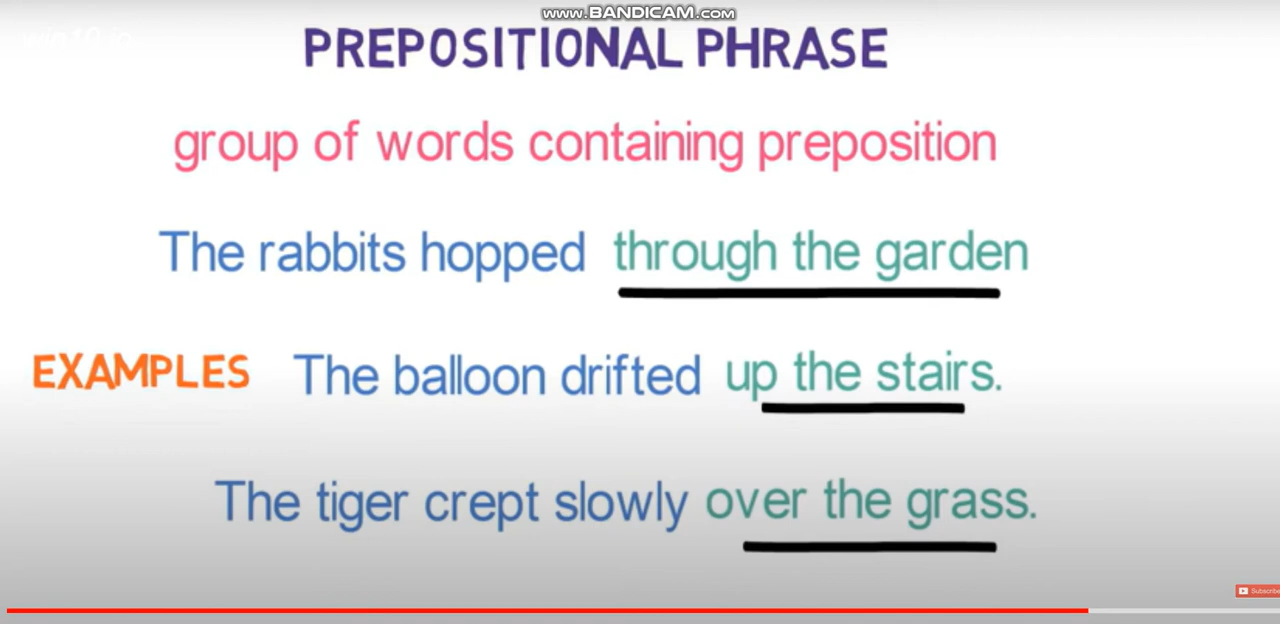 www.BANDICAM.com
PREPOSITIONAL PHRASE
group of words containing preposition
The rabbits hopped through the garden
EXAMPLES The balloon drifted up the stairs.
The tiger crept slowly over the grass.
Subscribe